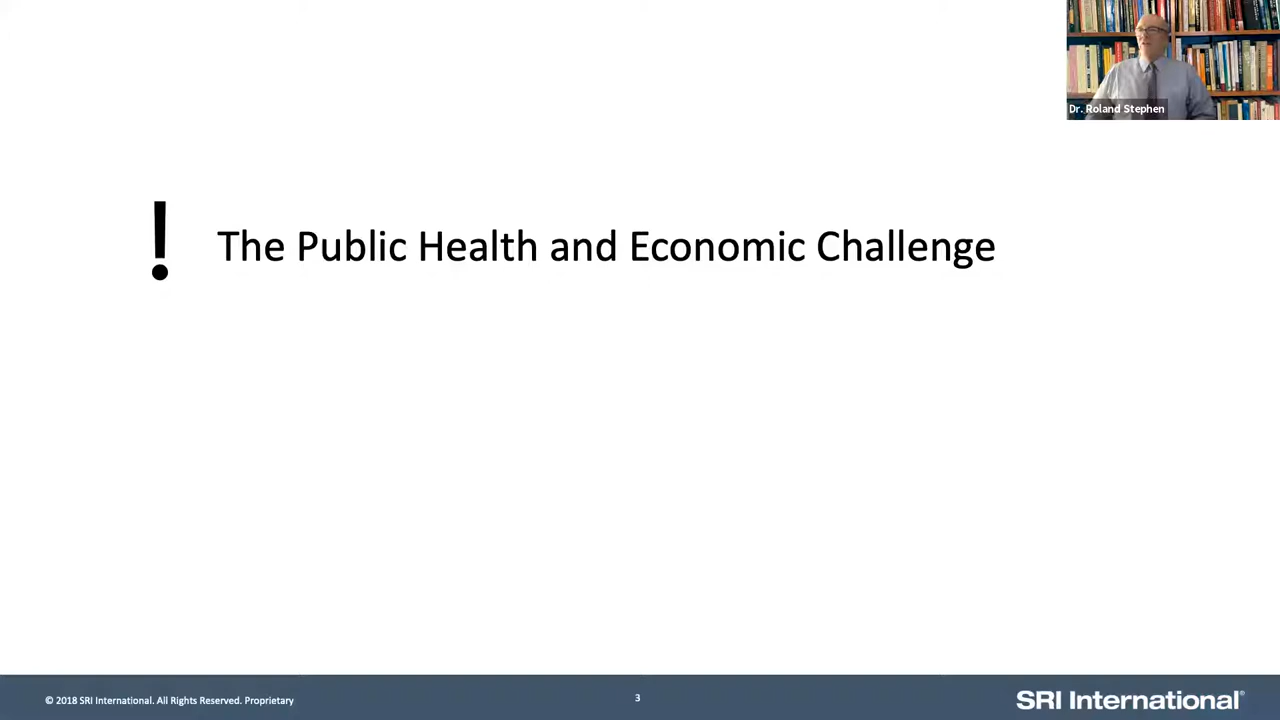 Dr. Roland Stephen
! The Public Health and Economic Challenge
© 2018 SRI International. All Rights Reserved. Proprietary
3
SRI International®